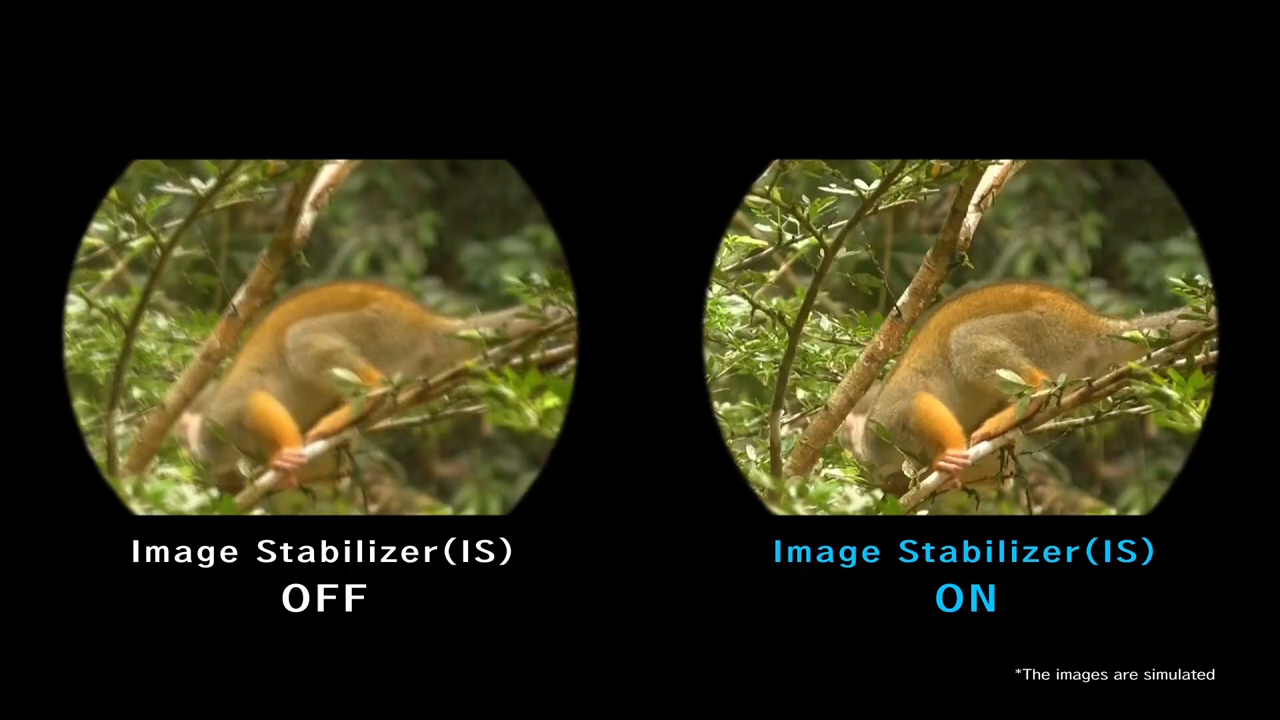 Image Stabilizer(IS)
OFF
Image Stabilizer(IS)
ON
*The images are simulated